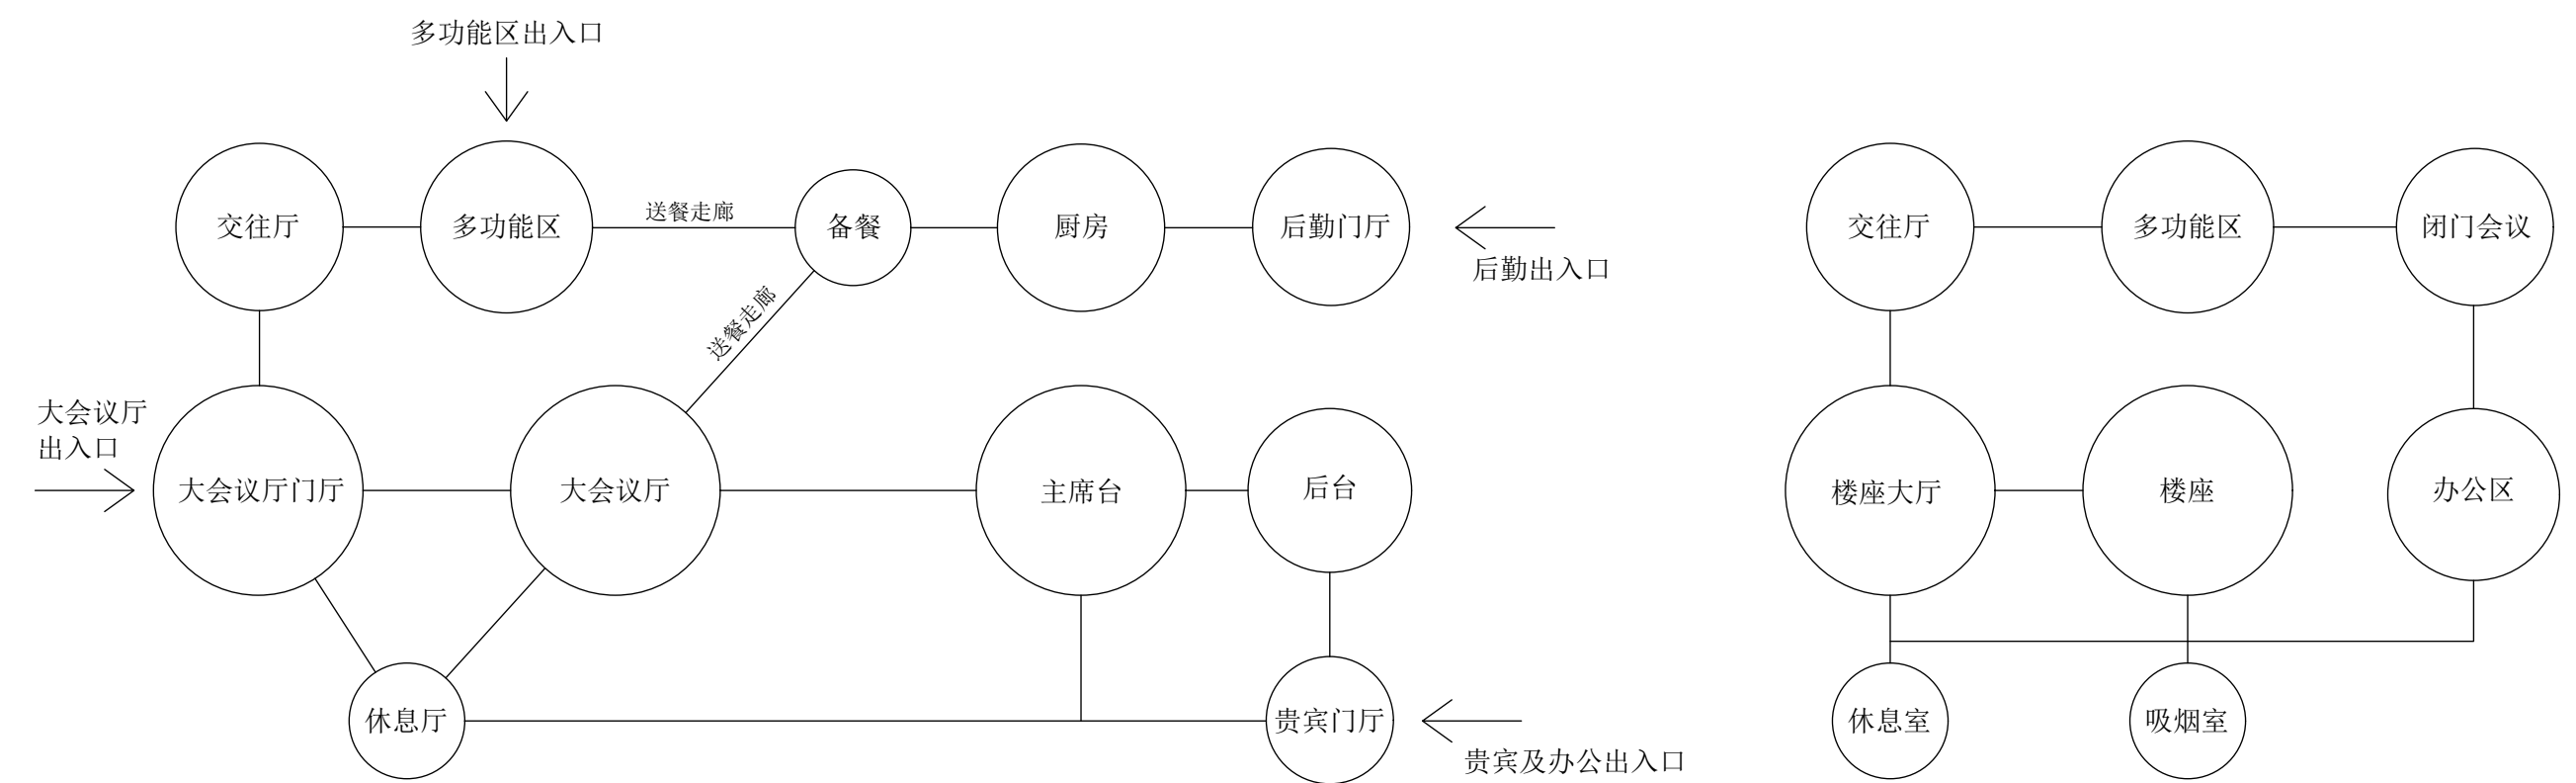 多功能区出入口
交往厅
多功能区
送餐走廊
备餐
厨房
后勤门厅
后勤出入口
送餐走廊
大会议厅
出入口
大会议厅门厅
大会议厅
主席台
后台
休息厅
贵宾门厅
贵宾及办公出入口
交往厅
多功能区
闭门会议
楼座大厅
楼座
办公区
休息室
吸烟室